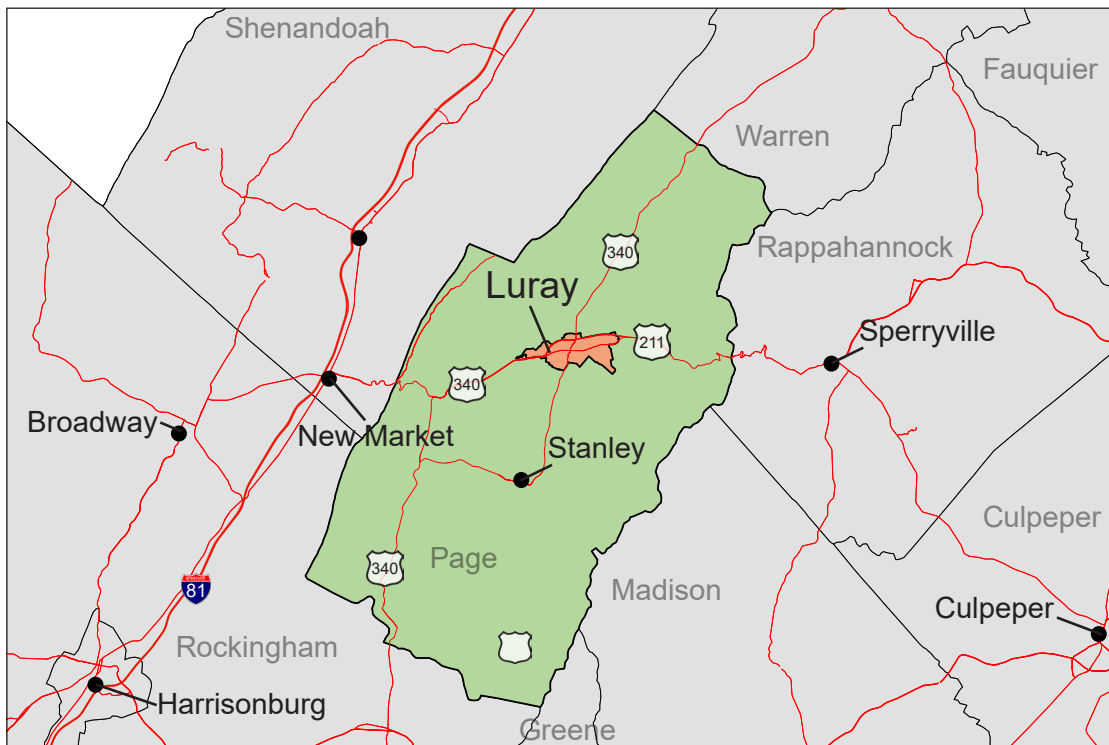 Shenandoah
Fauquier
Warren
Rappahannock
340
Luray
211
Sperryville
340
Broadway
New Market
Stanley
Culpeper
Page
340
81
Madison
Culpeper
Rockingham
Harrisonburg
Greene